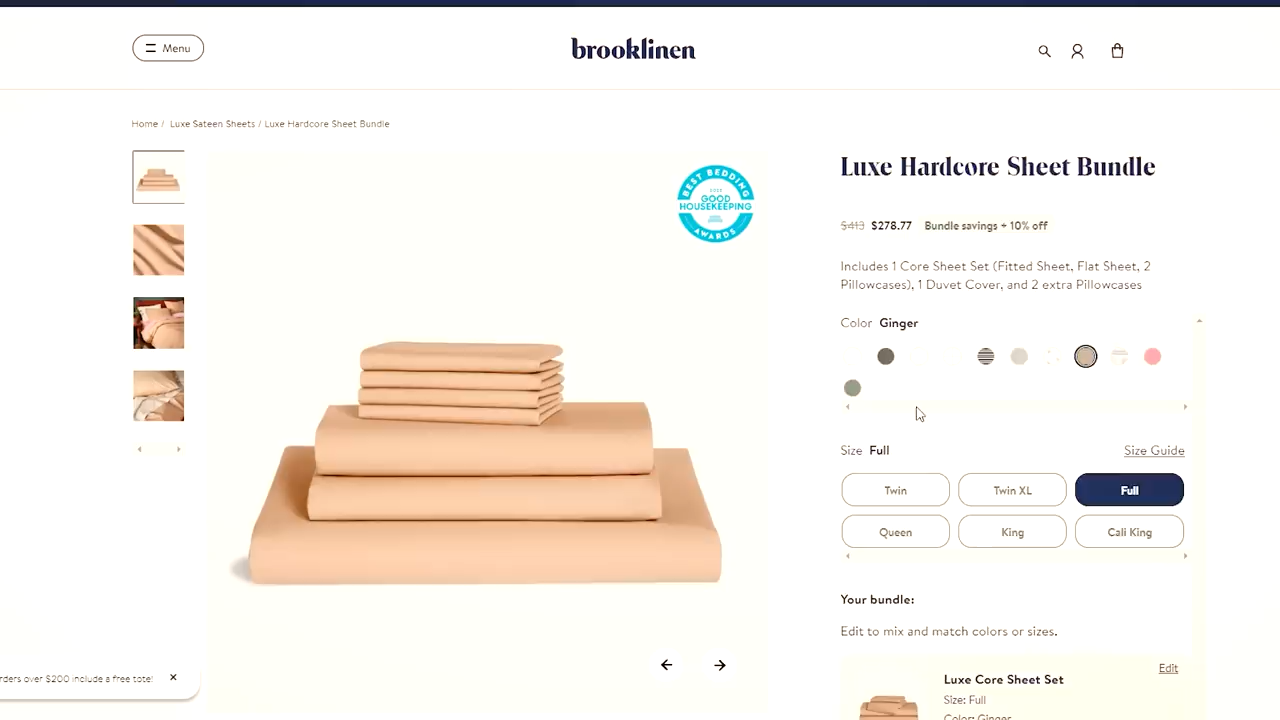 Menu
brooklinen
Home / Luxe Sateen Sheets / Luxe Hardcore Sheet Bundle
BEST BEDDING
GOOD
HOUSEKEEPING
AWARDS
Luxe Hardcore Sheet Bundle
$413 $278.77 Bundle savings + 10% off
Includes 1 Core Sheet Set (Fitted Sheet, Flat Sheet, 2
Pillowcases), 1 Duvet Cover, and 2 extra Pillowcases
Color Ginger
Size Full
Size Guide
Twin
Twin XL
Full
Queen
King
Cali King
Your bundle:
Edit to mix and match colors or sizes.
Edit
Luxe Core Sheet Set
Size: Full
Color: Ginger
rders over $200 include a free tote!